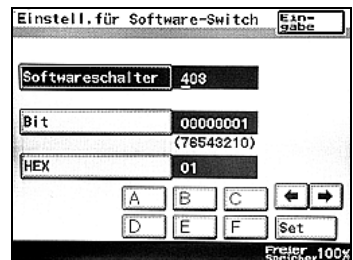 Einstell.für Software-Switch Ein-
gabe
Softwareschalter 403
Bit 00000001
(76543210)
HEX 01
A B C ← →
D E F Set
Freier
Speicher 100%